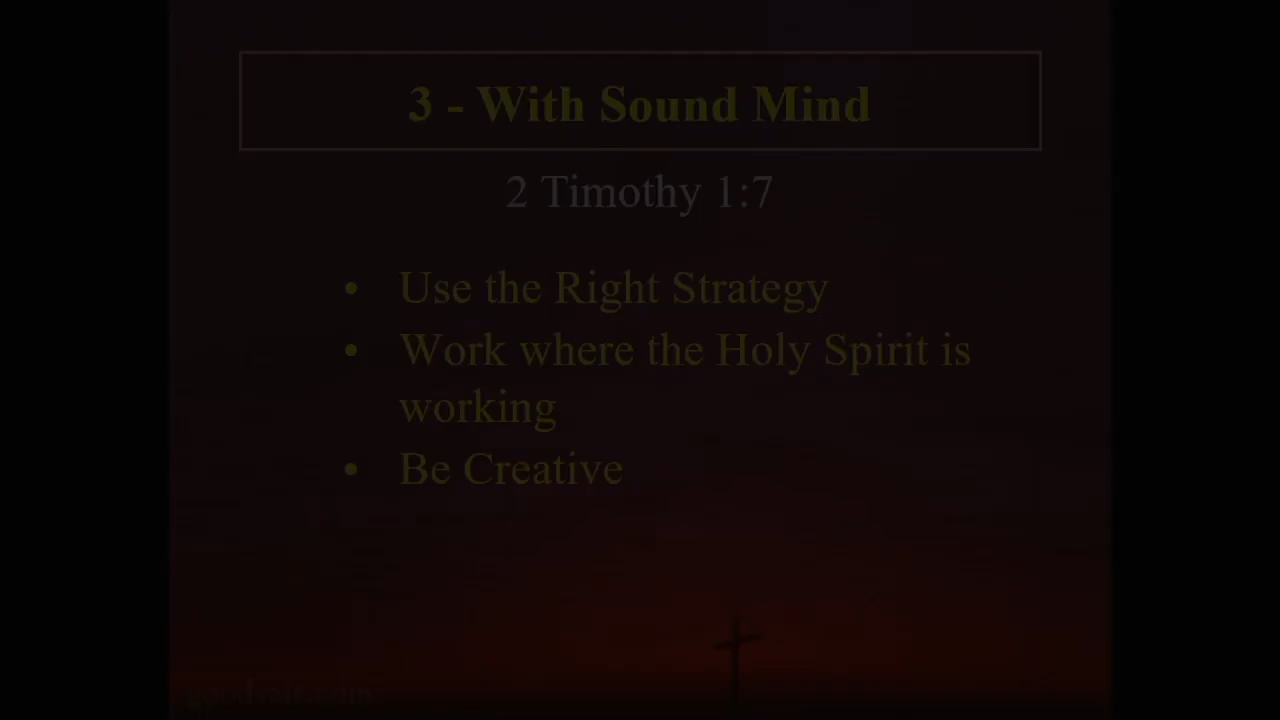 3 - With Sound Mind
2 Timothy 1:7
• Use the Right Strategy
• Work where the Holy Spirit is
working
• Be Creative